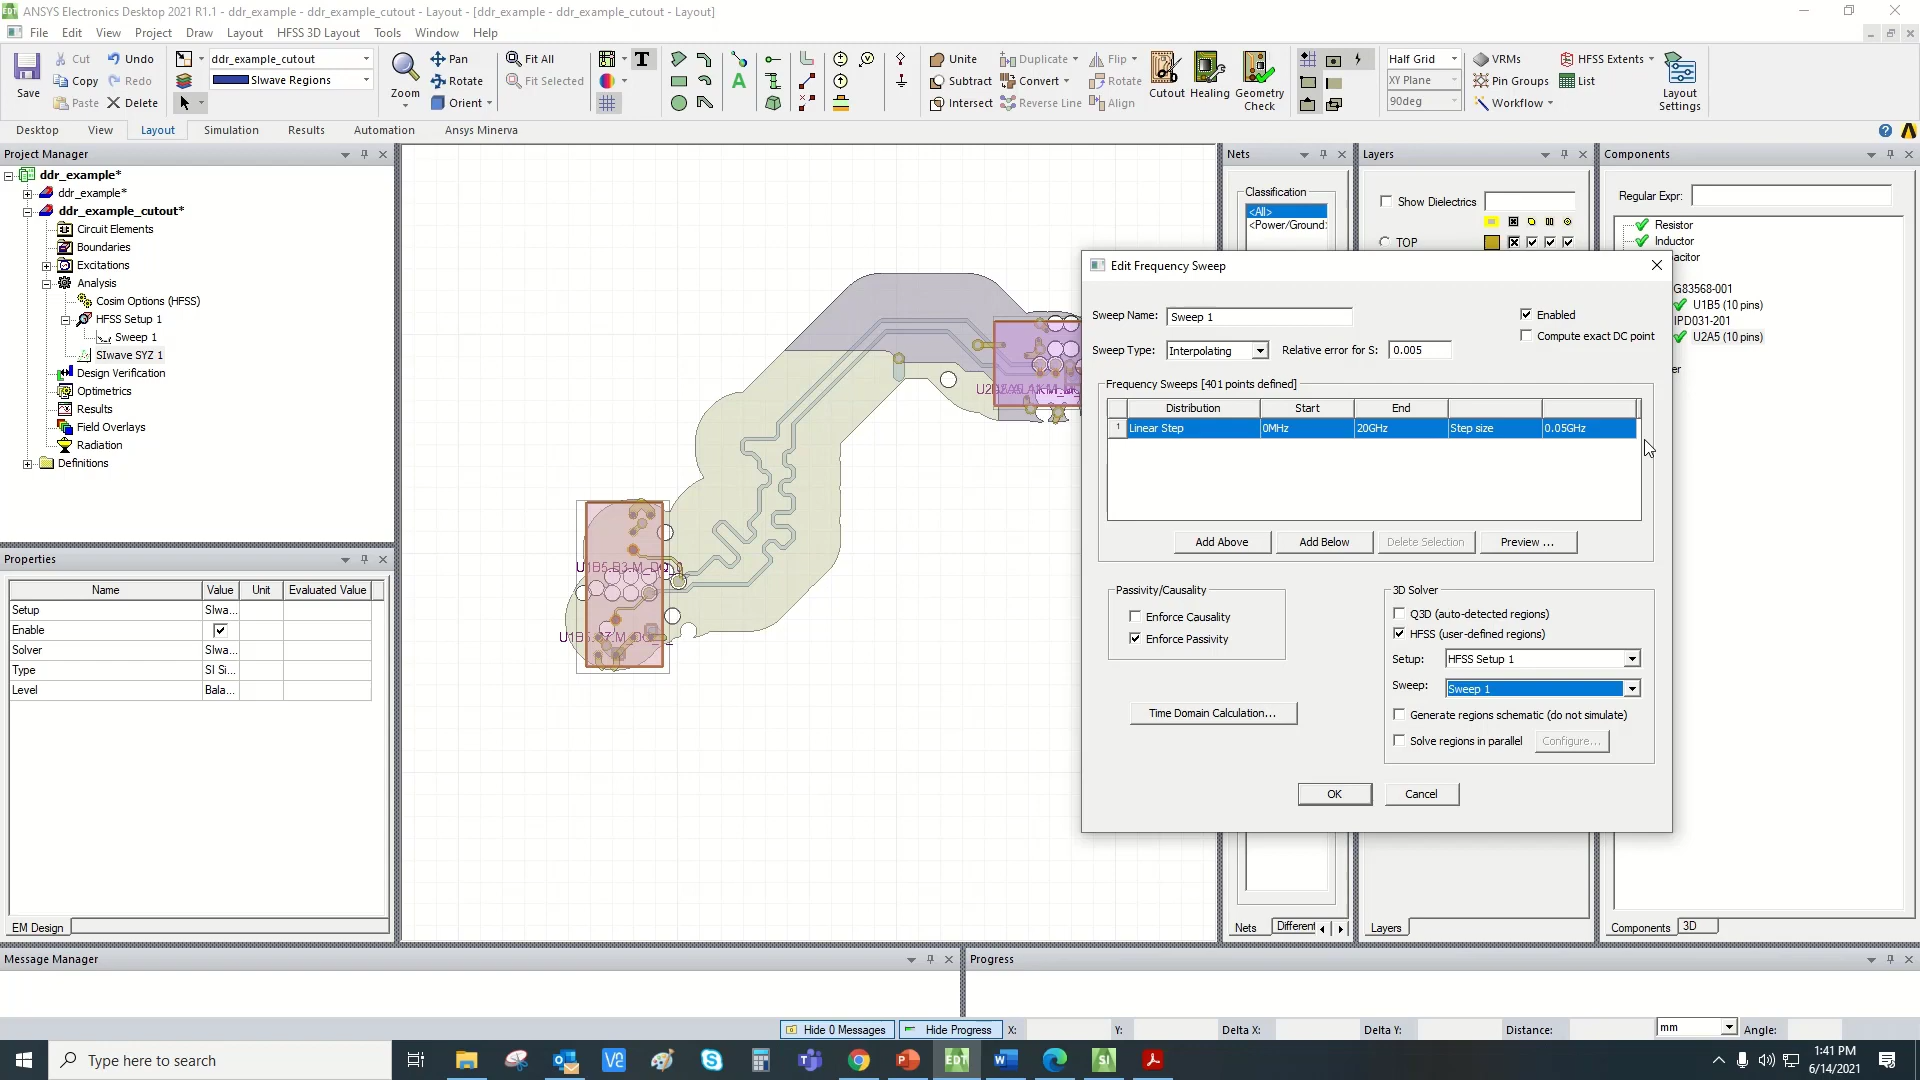 ANSYS Electronics Desktop 2021 R1.1 - ddr_example - ddr_example_cutout - Layout - [ddr_example - ddr_example_cutout - Layout]
File Edit View Project Draw Layout HFSS 3D Layout Tools Window Help
Save
Cut Undo
Copy Redo
Paste Delete
ddr_example_cutout
SIwave Regions
Zoom
Pan
Rotate
Orient
Fit All
Fit Selected
Unite Duplicate Flip
Subtract Convert Rotate
Intersect Reverse Line Align
Cutout Healing Geometry Check
Half Grid
XY Plane
90deg
VRMs HFSS Extents
Pin Groups List
Workflow
Layout Settings
Desktop View Layout Simulation Results Automation Ansys Minerva
Project Manager
ddr_example*
ddr_example*
ddr_example_cutout*
Circuit Elements
Boundaries
Excitations
Analysis
Cosim Options (HFSS)
HFSS Setup 1
Sweep 1
SIwave SYZ 1
Design Verification
Optimetrics
Results
Field Overlays
Radiation
Definitions
Properties
Name Value Unit Evaluated Value
Setup SIwa...
Enable
Solver SIwa...
Type SI Si...
Level Bala...
EM Design
Nets
Classification
<All>
<Power/Ground>
Nets Different
Layers
Show Dielectrics
TOP
Layers
Components
Regular Expr:
Resistor
Inductor
acitor
G83568-001
U1B5 (10 pins)
IPD031-201
U2A5 (10 pins)
er
Components 3D
Edit Frequency Sweep
Sweep Name: Sweep 1
Enabled
Compute exact DC point
Sweep Type: Interpolating Relative error for S: 0.005
Frequency Sweeps [401 points defined]
Distribution Start End
1 Linear Step 0MHz 20GHz Step size 0.05GHz
Add Above Add Below Delete Selection Preview ...
Passivity/Causality
Enforce Causality
Enforce Passivity
Time Domain Calculation...
3D Solver
Q3D (auto-detected regions)
HFSS (user-defined regions)
Setup: HFSS Setup 1
Sweep: Sweep 1
Generate regions schematic (do not simulate)
Solve regions in parallel Configure...
OK Cancel
Message Manager
Progress
Hide 0 Messages Hide Progress X: Y: Delta X: Delta Y: Distance: mm Angle:
Type here to search
EDT
SI
1:41 PM
6/14/2021